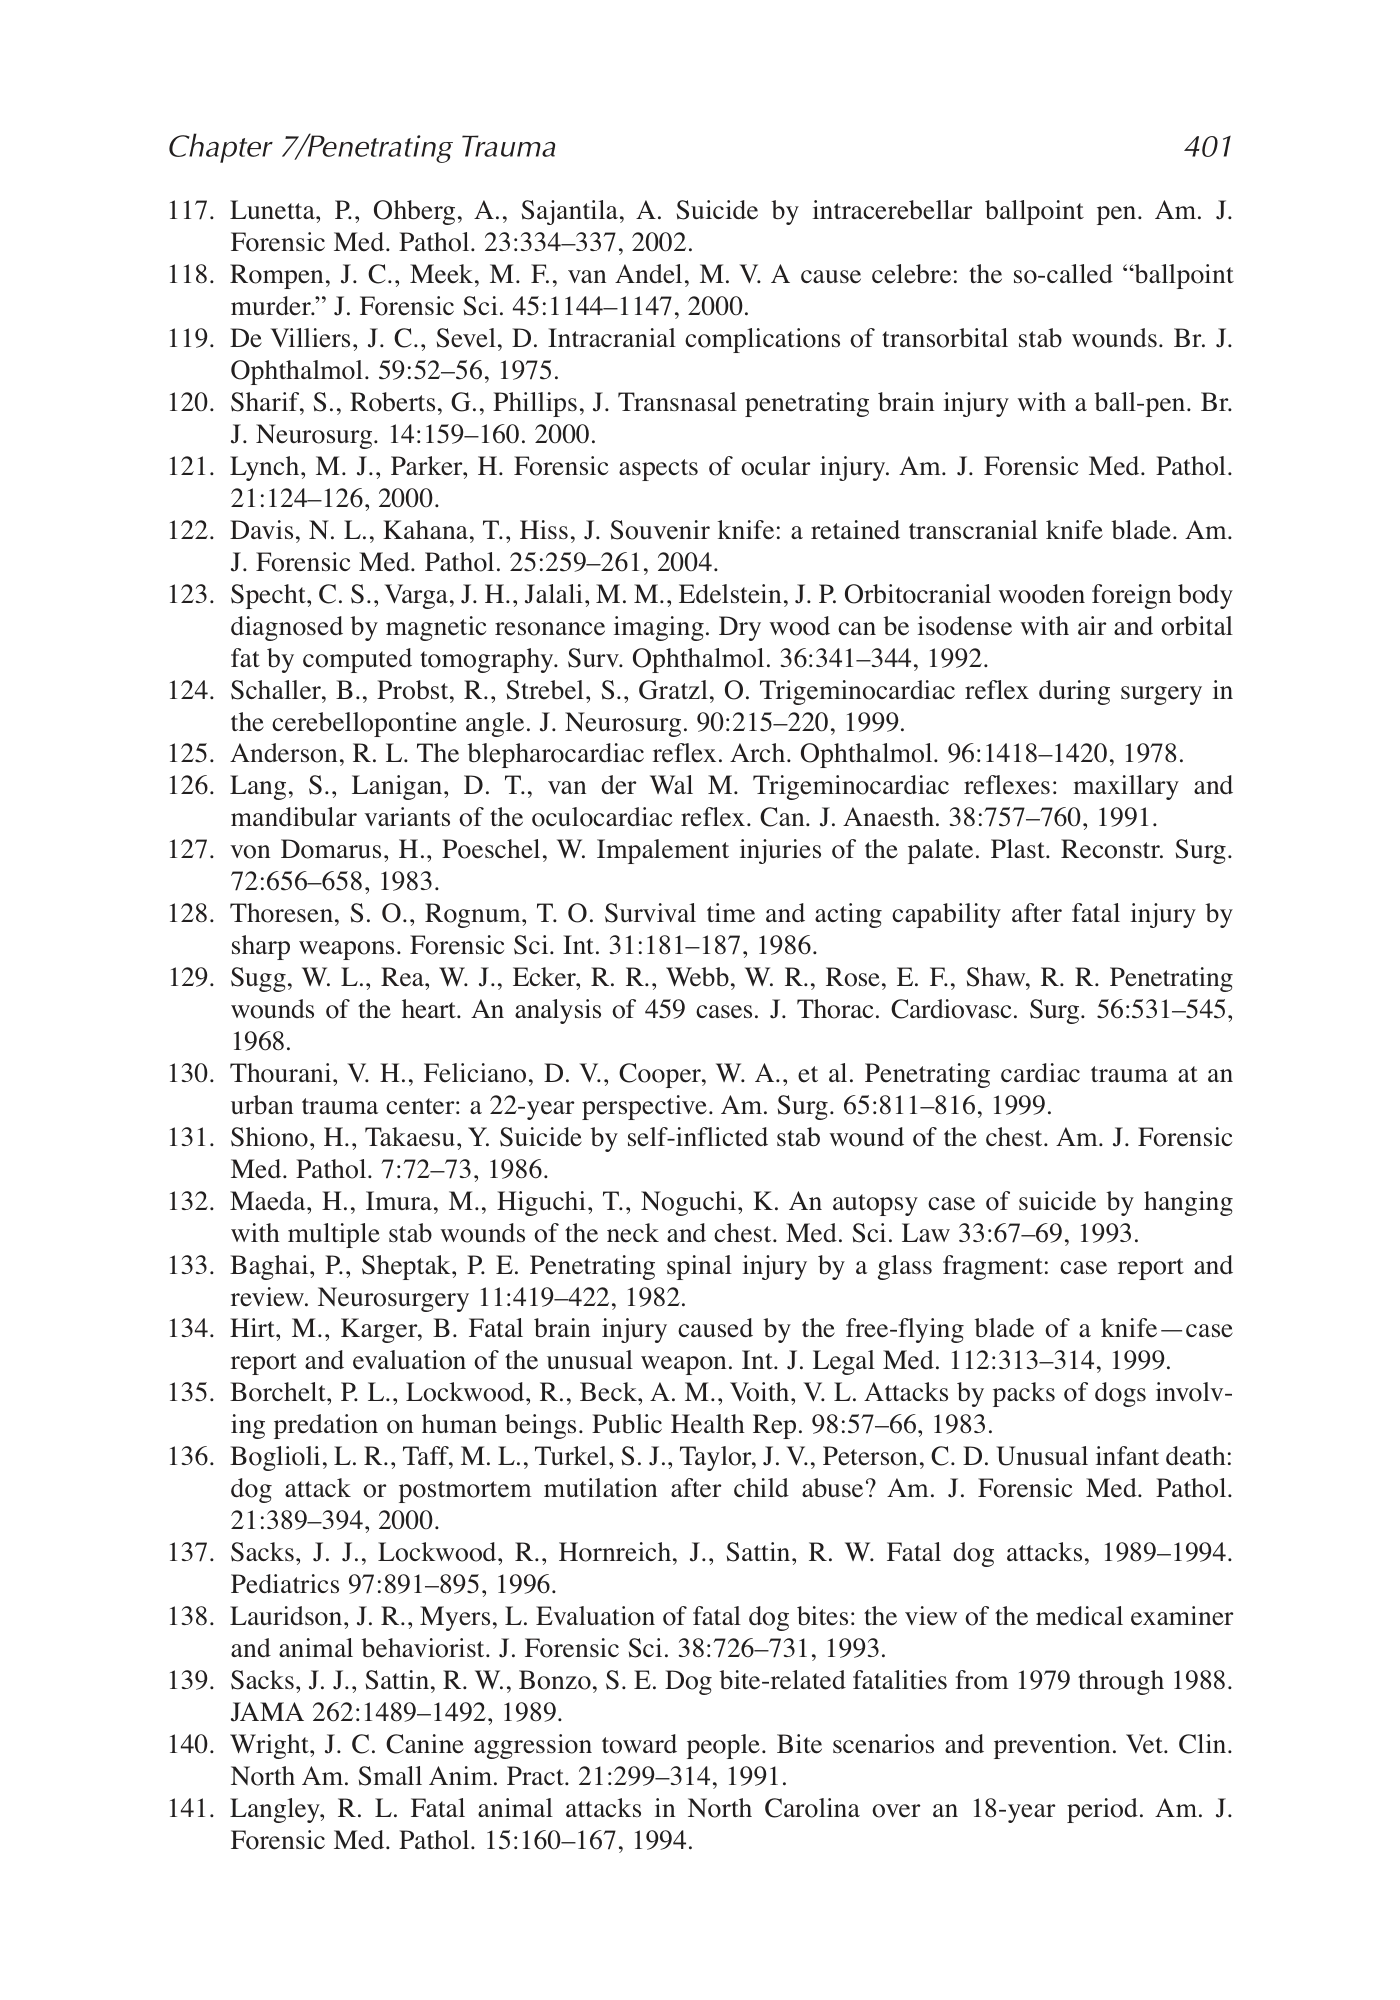 Chapter 7/Penetrating Trauma 401
117. Lunetta, P., Ohberg, A., Sajantila, A. Suicide by intracerebellar ballpoint pen. Am. J.
Forensic Med. Pathol. 23:334–337, 2002.
118. Rompen, J. C., Meek, M. F., van Andel, M. V. A cause celebre: the so-called “ballpoint
murder.” J. Forensic Sci. 45:1144–1147, 2000.
119. De Villiers, J. C., Sevel, D. Intracranial complications of transorbital stab wounds. Br. J.
Ophthalmol. 59:52–56, 1975.
120. Sharif, S., Roberts, G., Phillips, J. Transnasal penetrating brain injury with a ball-pen. Br.
J. Neurosurg. 14:159–160. 2000.
121. Lynch, M. J., Parker, H. Forensic aspects of ocular injury. Am. J. Forensic Med. Pathol.
21:124–126, 2000.
122. Davis, N. L., Kahana, T., Hiss, J. Souvenir knife: a retained transcranial knife blade. Am.
J. Forensic Med. Pathol. 25:259–261, 2004.
123. Specht, C. S., Varga, J. H., Jalali, M. M., Edelstein, J. P. Orbitocranial wooden foreign body
diagnosed by magnetic resonance imaging. Dry wood can be isodense with air and orbital
fat by computed tomography. Surv. Ophthalmol. 36:341–344, 1992.
124. Schaller, B., Probst, R., Strebel, S., Gratzl, O. Trigeminocardiac reflex during surgery in
the cerebellopontine angle. J. Neurosurg. 90:215–220, 1999.
125. Anderson, R. L. The blepharocardiac reflex. Arch. Ophthalmol. 96:1418–1420, 1978.
126. Lang, S., Lanigan, D. T., van der Wal M. Trigeminocardiac reflexes: maxillary and
mandibular variants of the oculocardiac reflex. Can. J. Anaesth. 38:757–760, 1991.
127. von Domarus, H., Poeschel, W. Impalement injuries of the palate. Plast. Reconstr. Surg.
72:656–658, 1983.
128. Thoresen, S. O., Rognum, T. O. Survival time and acting capability after fatal injury by
sharp weapons. Forensic Sci. Int. 31:181–187, 1986.
129. Sugg, W. L., Rea, W. J., Ecker, R. R., Webb, W. R., Rose, E. F., Shaw, R. R. Penetrating
wounds of the heart. An analysis of 459 cases. J. Thorac. Cardiovasc. Surg. 56:531–545,
1968.
130. Thourani, V. H., Feliciano, D. V., Cooper, W. A., et al. Penetrating cardiac trauma at an
urban trauma center: a 22-year perspective. Am. Surg. 65:811–816, 1999.
131. Shiono, H., Takaesu, Y. Suicide by self-inflicted stab wound of the chest. Am. J. Forensic
Med. Pathol. 7:72–73, 1986.
132. Maeda, H., Imura, M., Higuchi, T., Noguchi, K. An autopsy case of suicide by hanging
with multiple stab wounds of the neck and chest. Med. Sci. Law 33:67–69, 1993.
133. Baghai, P., Sheptak, P. E. Penetrating spinal injury by a glass fragment: case report and
review. Neurosurgery 11:419–422, 1982.
134. Hirt, M., Karger, B. Fatal brain injury caused by the free-flying blade of a knife—case
report and evaluation of the unusual weapon. Int. J. Legal Med. 112:313–314, 1999.
135. Borchelt, P. L., Lockwood, R., Beck, A. M., Voith, V. L. Attacks by packs of dogs involv-
ing predation on human beings. Public Health Rep. 98:57–66, 1983.
136. Boglioli, L. R., Taff, M. L., Turkel, S. J., Taylor, J. V., Peterson, C. D. Unusual infant death:
dog attack or postmortem mutilation after child abuse? Am. J. Forensic Med. Pathol.
21:389–394, 2000.
137. Sacks, J. J., Lockwood, R., Hornreich, J., Sattin, R. W. Fatal dog attacks, 1989–1994.
Pediatrics 97:891–895, 1996.
138. Lauridson, J. R., Myers, L. Evaluation of fatal dog bites: the view of the medical examiner
and animal behaviorist. J. Forensic Sci. 38:726–731, 1993.
139. Sacks, J. J., Sattin, R. W., Bonzo, S. E. Dog bite-related fatalities from 1979 through 1988.
JAMA 262:1489–1492, 1989.
140. Wright, J. C. Canine aggression toward people. Bite scenarios and prevention. Vet. Clin.
North Am. Small Anim. Pract. 21:299–314, 1991.
141. Langley, R. L. Fatal animal attacks in North Carolina over an 18-year period. Am. J.
Forensic Med. Pathol. 15:160–167, 1994.